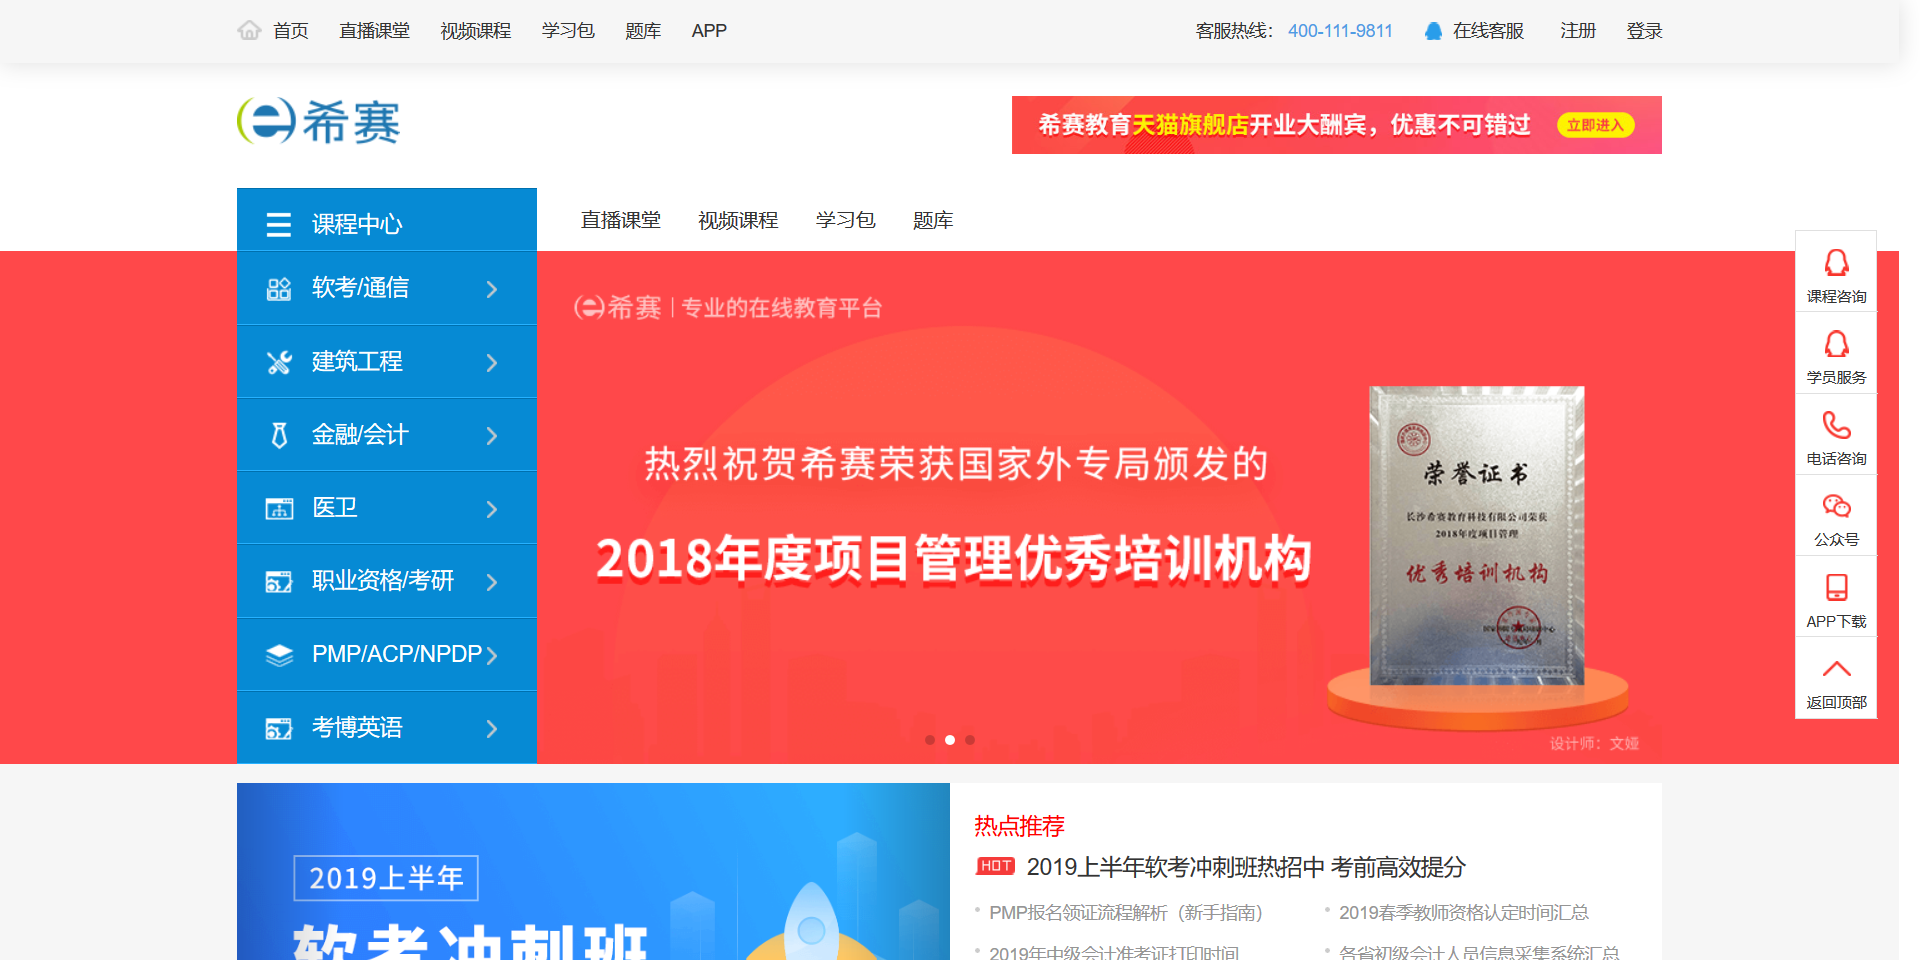 首页 直播课堂 视频课程 学习包 题库 APP 客服热线: 400-111-9811 在线客服 注册 登录
希赛
希赛教育天猫旗舰店开业大酬宾，优惠不可错过 立即进入
课程中心 直播课堂 视频课程 学习包 题库
软考/通信
建筑工程
金融/会计
医卫
职业资格/考研
PMP/ACP/NPDP
考博英语
希赛 | 专业的在线教育平台
热烈祝贺希赛荣获国家外专局颁发的
2018年度项目管理优秀培训机构
荣誉证书
长沙希赛教育科技有限公司荣获
2018年度项目管理
优秀培训机构
设计师：文娅
课程咨询
学员服务
电话咨询
公众号
APP下载
返回顶部
2019上半年
软考冲刺班
热点推荐
HOT 2019上半年软考冲刺班热招中 考前高效提分
PMP报名领证流程解析（新手指南） 2019春季教师资格认定时间汇总
2019年中级会计准考证打印时间 各省初级会计人员信息采集系统汇总